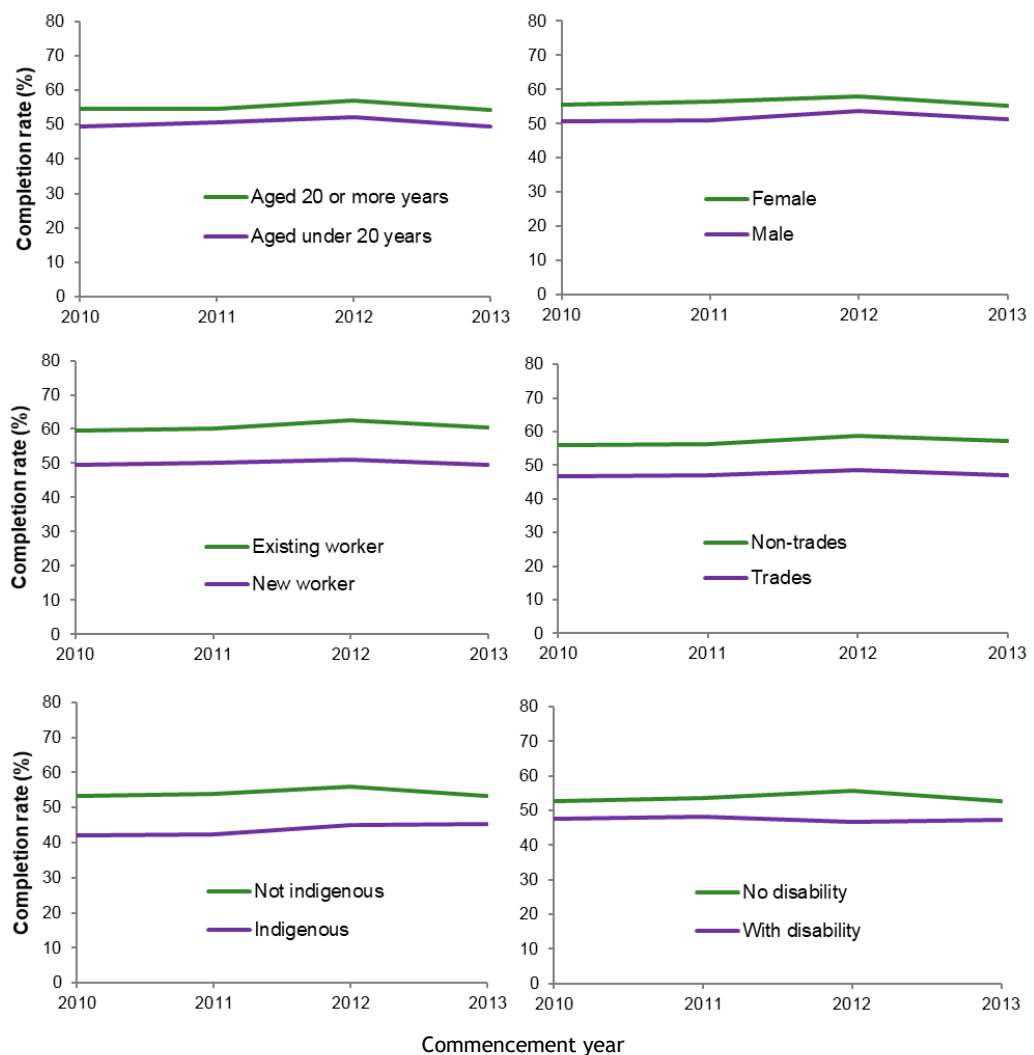 Completion rate (%)
80
70
60
50
40
30
20
10
0
Aged 20 or more years
Aged under 20 years
2010 2011 2012 2013
80
70
60
50
40
30
20
10
0
Female
Male
2010 2011 2012 2013
Completion rate (%)
80
70
60
50
40
30
20
10
0
Existing worker
New worker
2010 2011 2012 2013
80
70
60
50
40
30
20
10
0
Non-trades
Trades
2010 2011 2012 2013
Completion rate (%)
80
70
60
50
40
30
20
10
0
Not indigenous
Indigenous
2010 2011 2012 2013
80
70
60
50
40
30
20
10
0
No disability
With disability
2010 2011 2012 2013
Commencement year